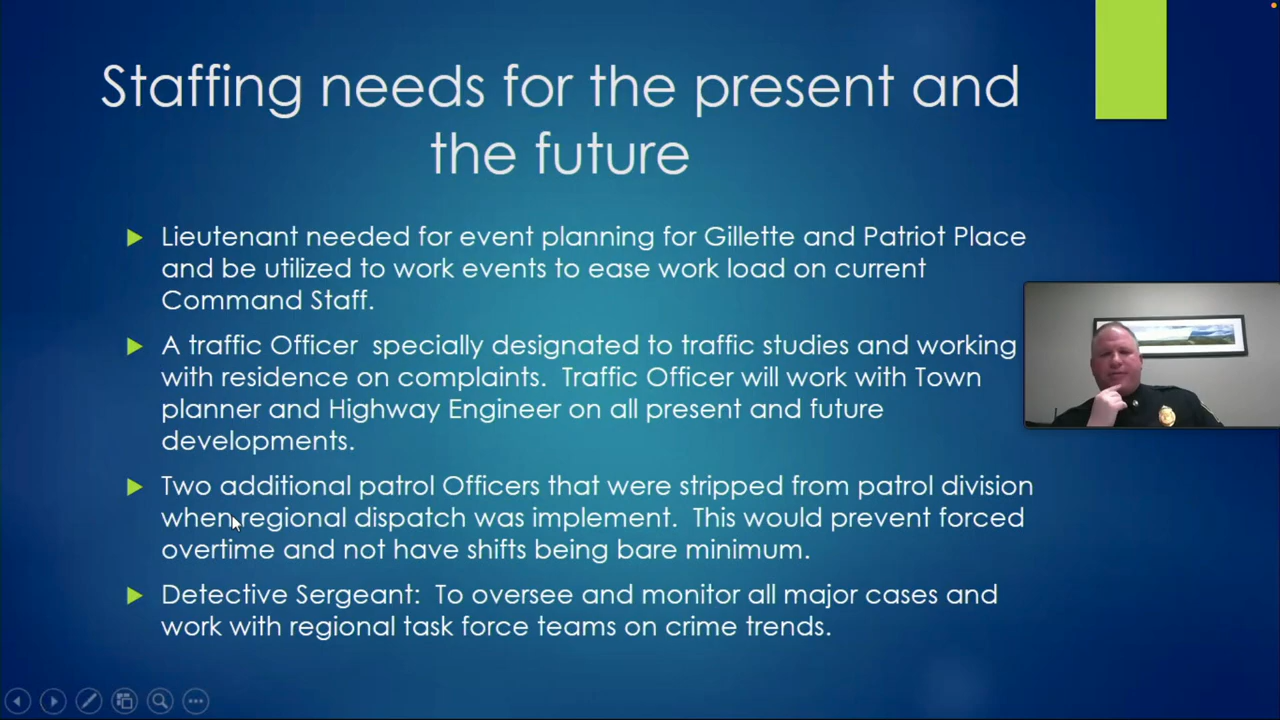 Staffing needs for the present and
the future
Lieutenant needed for event planning for Gillette and Patriot Place
and be utilized to work events to ease work load on current
Command Staff.
A traffic Officer  specially designated to traffic studies and working
with residence on complaints.  Traffic Officer will work with Town
planner and Highway Engineer on all present and future
developments.
Two additional patrol Officers that were stripped from patrol division
when regional dispatch was implement.  This would prevent forced
overtime and not have shifts being bare minimum.
Detective Sergeant:  To oversee and monitor all major cases and
work with regional task force teams on crime trends.